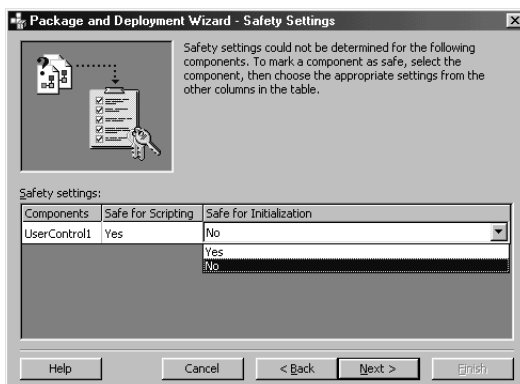 Package and Deployment Wizard - Safety Settings
Safety settings could not be determined for the following
components. To mark a component as safe, select the
component, then choose the appropriate settings from the
other columns in the table.
Safety settings:
Components Safe for Scripting Safe for Initialization
UserControl1 Yes No
Yes
No
Help Cancel < Back Next > Finish